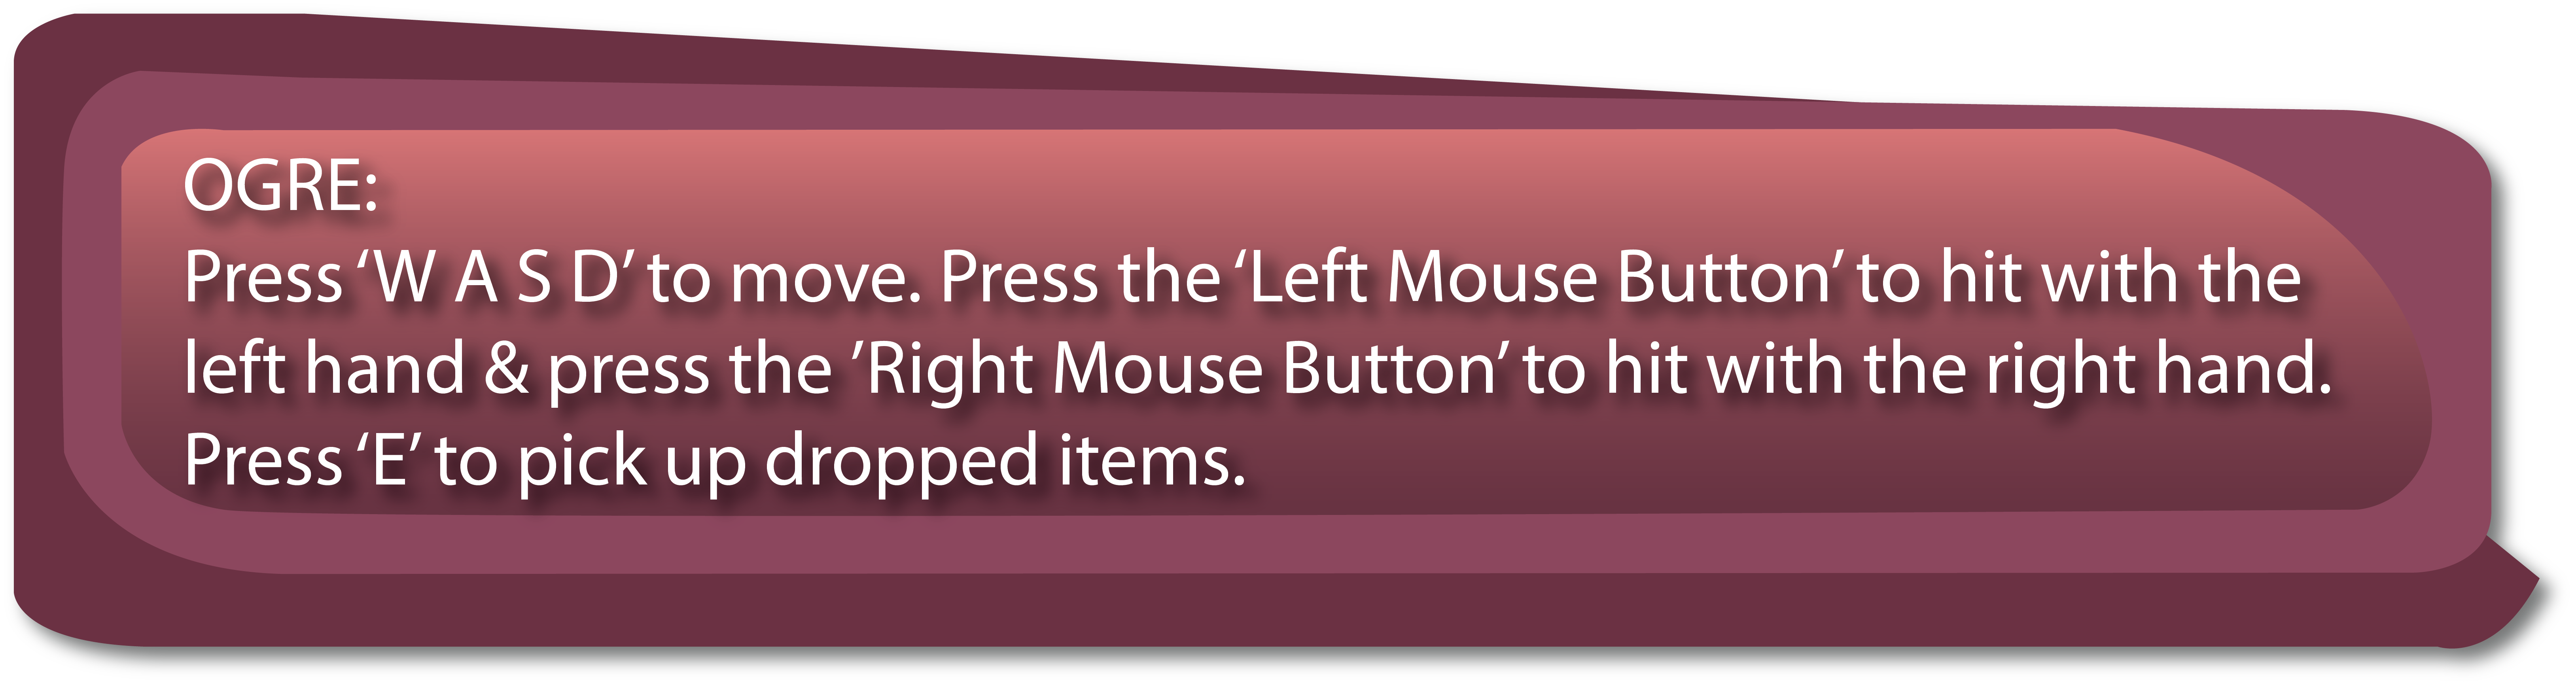 OGRE:
Press ‘W A S D’ to move. Press the ‘Left Mouse Button’ to hit with the
left hand & press the ’Right Mouse Button’ to hit with the right hand.
Press ‘E’ to pick up dropped items.